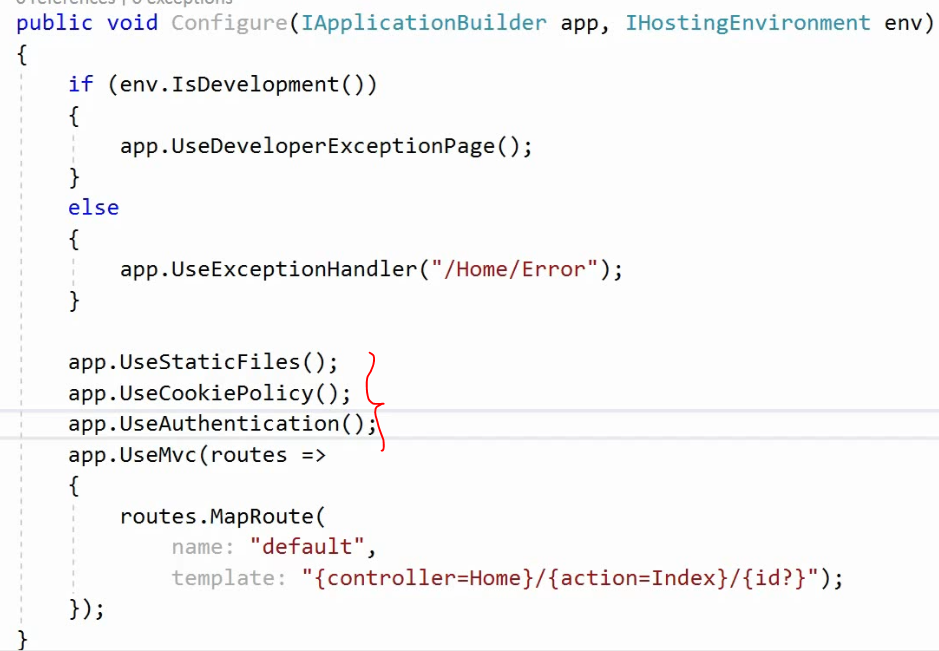 0 references | 0 exceptions
public void Configure(IApplicationBuilder app, IHostingEnvironment env)
{
if (env.IsDevelopment())
{
app.UseDeveloperExceptionPage();
}
else
{
app.UseExceptionHandler("/Home/Error");
}
app.UseStaticFiles();
app.UseCookiePolicy();
app.UseAuthentication();
app.UseMvc(routes =>
{
routes.MapRoute(
name: "default",
template: "{controller=Home}/{action=Index}/{id?}");
});
}